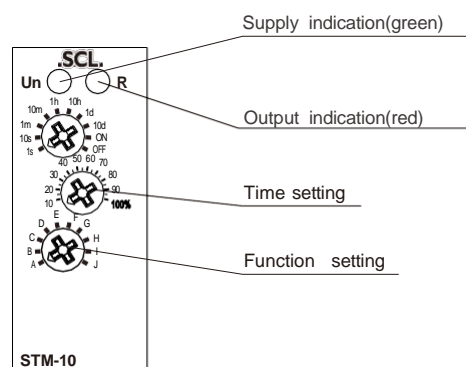 Supply indication(green)
.SCL.
Un R
1h 10h
10m 1d
1m 10d
10s ON
1s OFF
Output indication(red)
40 50 60 70
30 80
20 90
10 100%
Time setting
E F
D G
C H
B I
A J
Function setting
STM-10